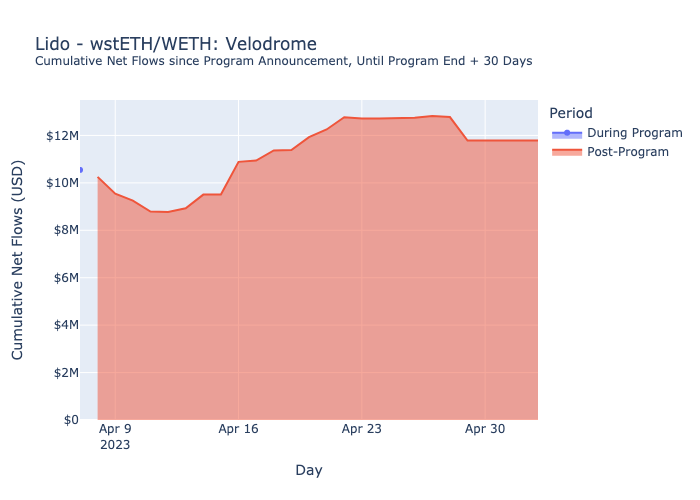 Lido - wstETH/WETH: Velodrome
Cumulative Net Flows since Program Announcement, Until Program End + 30 Days
Period
During Program
Post-Program
Cumulative Net Flows (USD)
$12M
$10M
$8M
$6M
$4M
$2M
$0
Apr 9
2023
Apr 16
Apr 23
Apr 30
Day